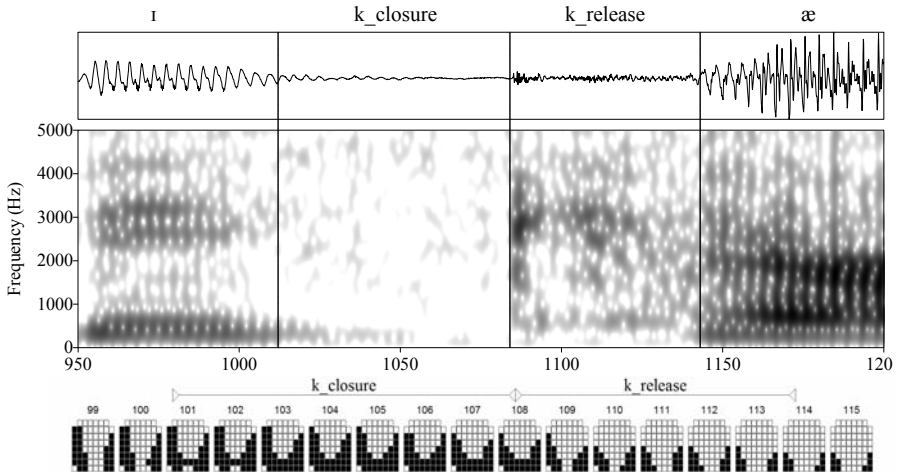 ɪ k_closure k_release æ
5000
4000
3000
2000
1000
0
Frequency (Hz)
950 1000 1050 1100 1150 120
k_closure k_release
99 100 101 102 103 104 105 106 107 108 109 110 111 112 113 114 115